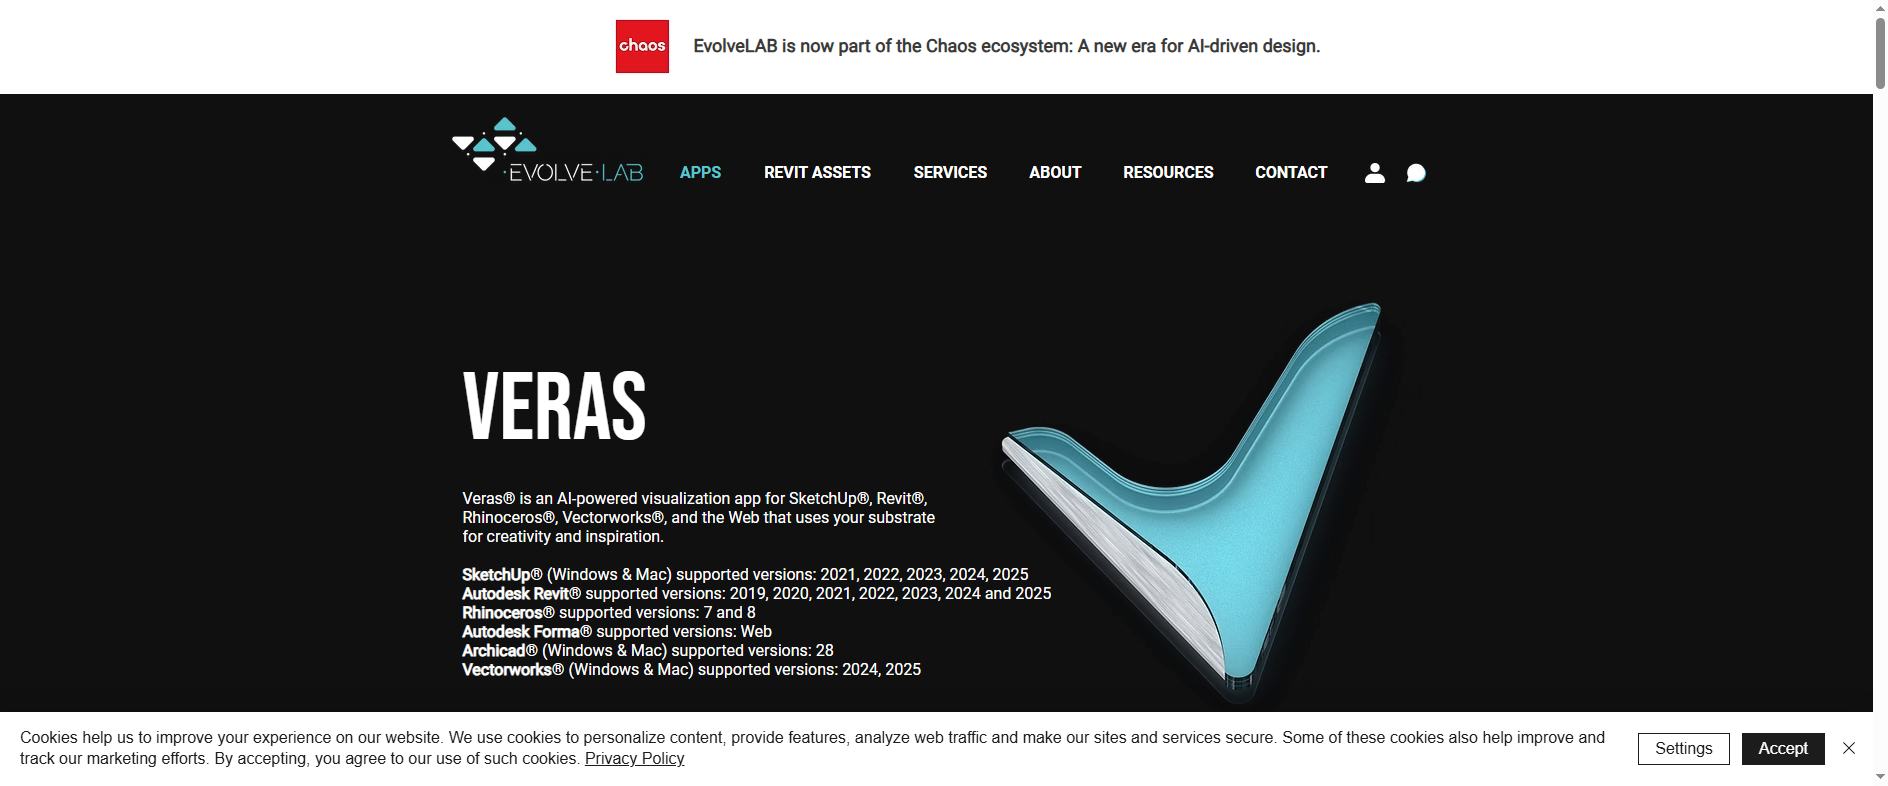 chaos
EvolveLAB is now part of the Chaos ecosystem: A new era for AI-driven design.
·EVOLVE·LAB
APPS
REVIT ASSETS
SERVICES
ABOUT
RESOURCES
CONTACT
VERAS
Veras® is an AI-powered visualization app for SketchUp®, Revit®,
Rhinoceros®, Vectorworks®, and the Web that uses your substrate
for creativity and inspiration.
SketchUp® (Windows & Mac) supported versions: 2021, 2022, 2023, 2024, 2025
Autodesk Revit® supported versions: 2019, 2020, 2021, 2022, 2023, 2024 and 2025
Rhinoceros® supported versions: 7 and 8
Autodesk Forma® supported versions: Web
Archicad® (Windows & Mac) supported versions: 28
Vectorworks® (Windows & Mac) supported versions: 2024, 2025
Cookies help us to improve your experience on our website. We use cookies to personalize content, provide features, analyze web traffic and make our sites and services secure. Some of these cookies also help improve and
track our marketing efforts. By accepting, you agree to our use of such cookies. Privacy Policy
Settings
Accept